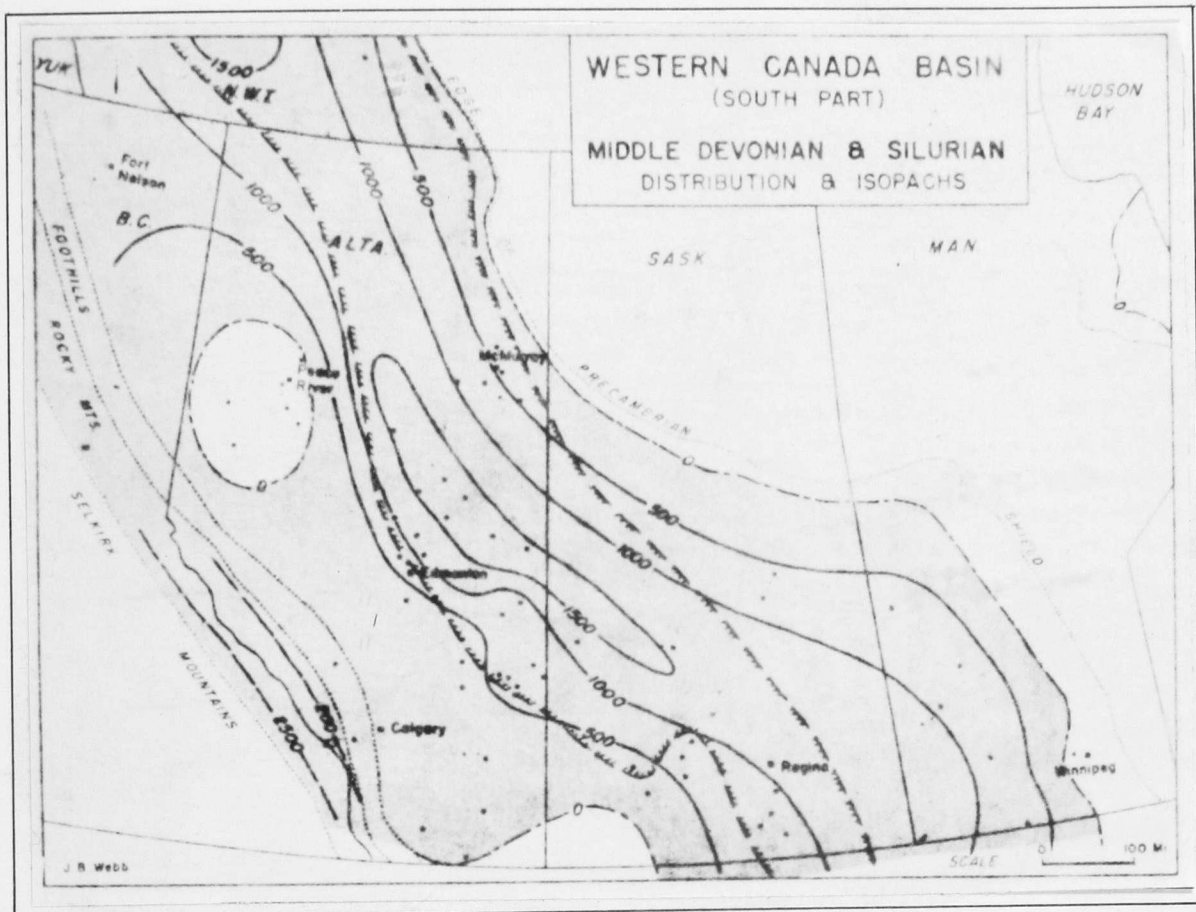 WESTERN CANADA BASIN
(SOUTH PART)
MIDDLE DEVONIAN & SILURIAN
DISTRIBUTION & ISOPACHS
HUDSON
BAY
YUK
1500
N.W.T.
EDGE
Fort
Nelson
B.C.
1000
1000
500
ALTA
500
SASK
MAN
0
FOOTHILLS
ROCKY MTS.
Peace
River
McMurray
PRECAMBRIAN
0
0
SELKIRK
MOUNTAINS
500
1000
SHIELD
Edmonton
1500
1000
500
Calgary
2500
Regina
Winnipeg
0
J B Webb
SCALE
0 100 MI